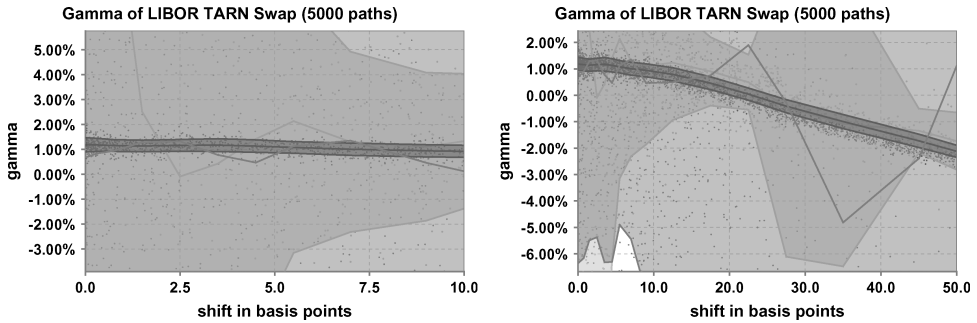 Gamma of LIBOR TARN Swap (5000 paths)
5.00%
4.00%
3.00%
2.00%
1.00%
0.00%
-1.00%
-2.00%
-3.00%
gamma
0.0 2.5 5.0 7.5 10.0
shift in basis points
Gamma of LIBOR TARN Swap (5000 paths)
2.00%
1.00%
0.00%
-1.00%
-2.00%
-3.00%
-4.00%
-5.00%
-6.00%
gamma
0.0 10.0 20.0 30.0 40.0 50.0
shift in basis points